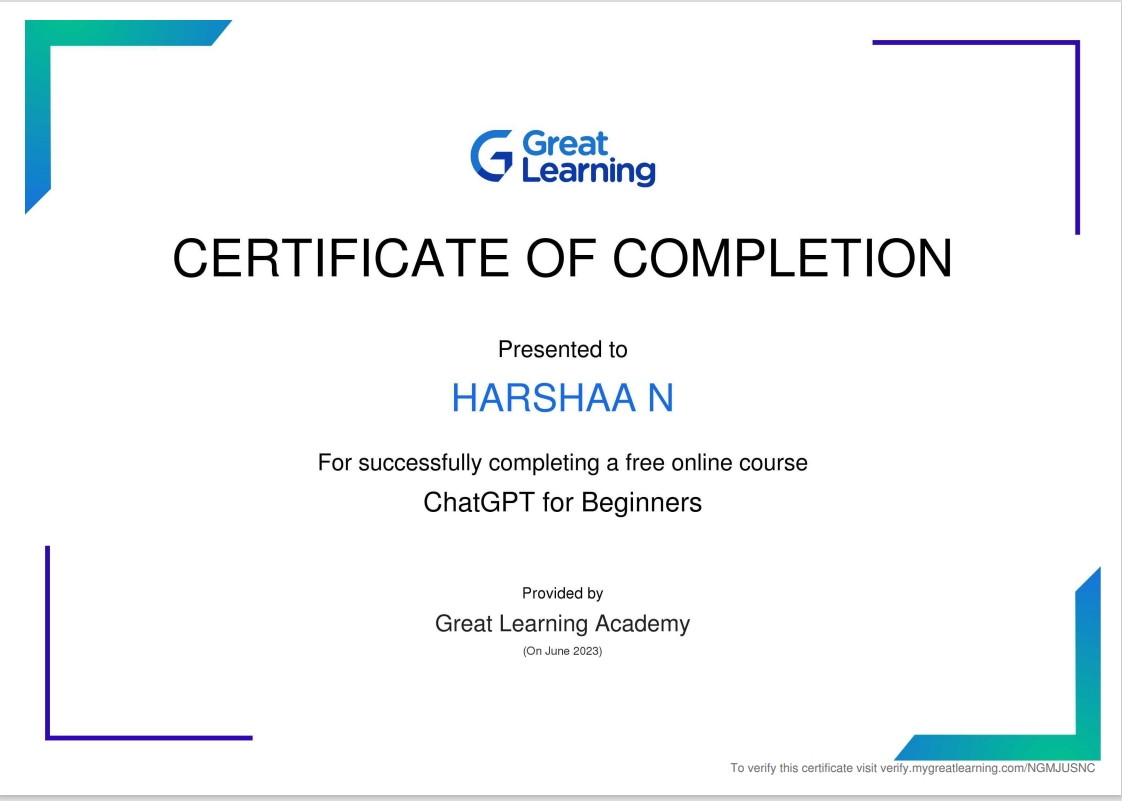 Great
Learning
CERTIFICATE OF COMPLETION
Presented to
HARSHAA N
For successfully completing a free online course
ChatGPT for Beginners
Provided by
Great Learning Academy
(On June 2023)
To verify this certificate visit verify.mygreatlearning.com/NGMJUSNC